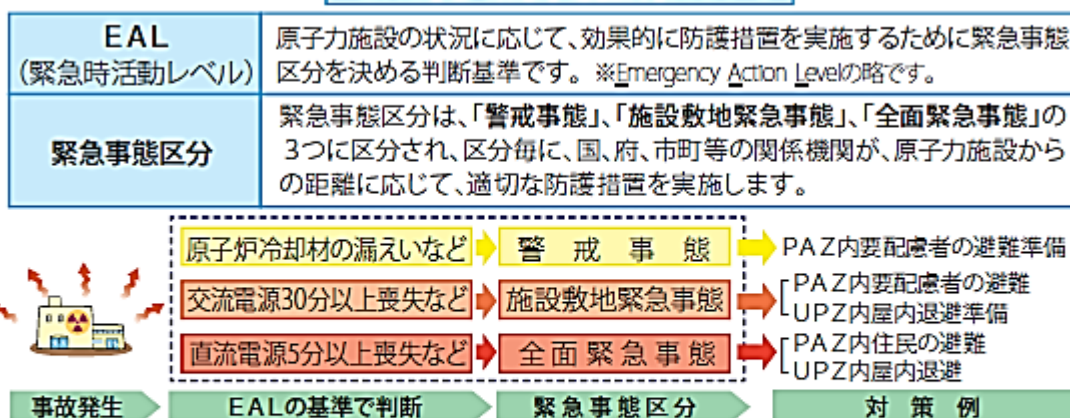 EAL
(緊急時活動レベル)
原子力施設の状況に応じて、効果的に防護措置を実施するために緊急事態
区分を決める判断基準です。※Emergency Action Levelの略です。
緊急事態区分
緊急事態区分は、「警戒事態」、「施設敷地緊急事態」、「全面緊急事態」の
3つに区分され、区分毎に、国、府、市町等の関係機関が、原子力施設から
の距離に応じて、適切な防護措置を実施します。
原子炉冷却材の漏えいなど
警戒事態
PAZ内要配慮者の避難準備
交流電源30分以上喪失など
施設敷地緊急事態
PAZ内要配慮者の避難
UPZ内屋内退避準備
直流電源5分以上喪失など
全面緊急事態
PAZ内住民の避難
UPZ内屋内退避
事故発生
EALの基準で判断
緊急事態区分
対策例